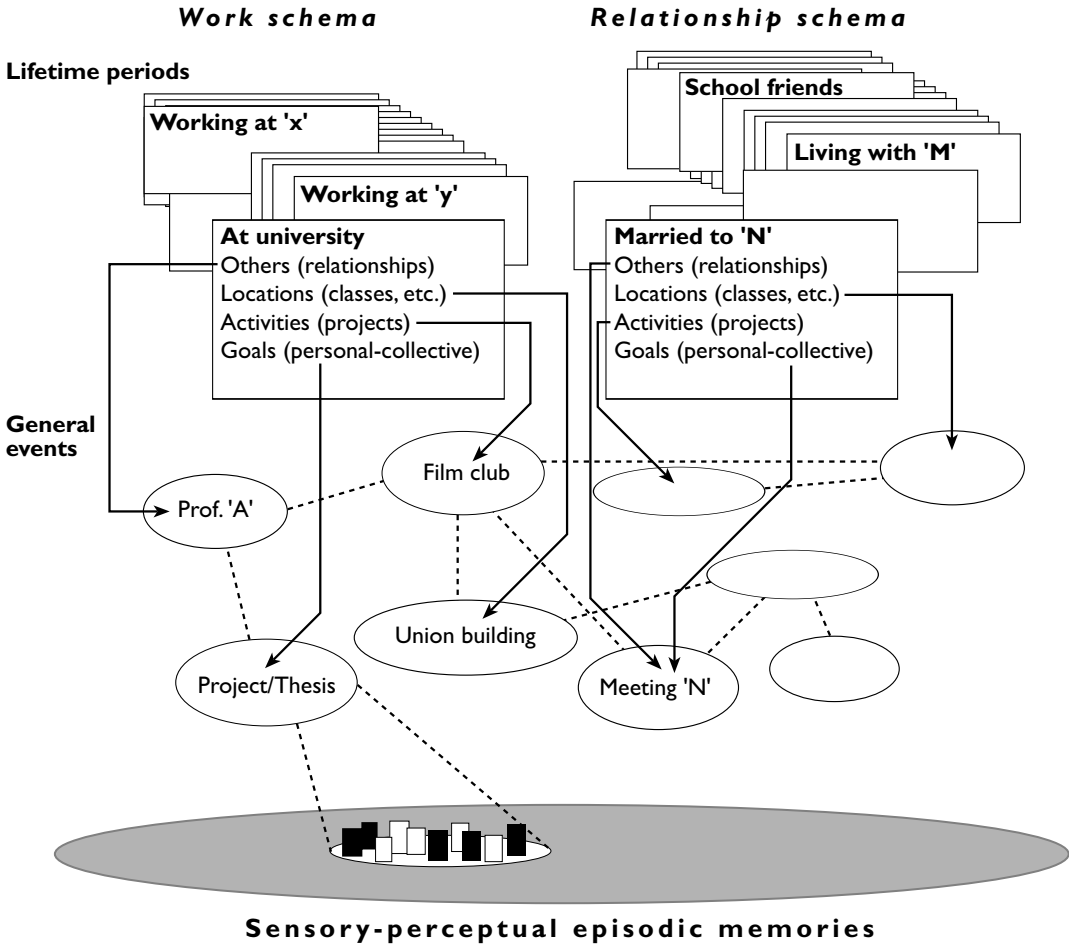 Work schema
Relationship schema
Lifetime periods
School friends
Working at 'x'
Living with 'M'
Working at 'y'
At university
Others (relationships)
Locations (classes, etc.)
Activities (projects)
Goals (personal-collective)
Married to 'N'
Others (relationships)
Locations (classes, etc.)
Activities (projects)
Goals (personal-collective)
General
events
Film club
Prof. 'A'
Union building
Project/Thesis
Meeting 'N'
Sensory-perceptual episodic memories